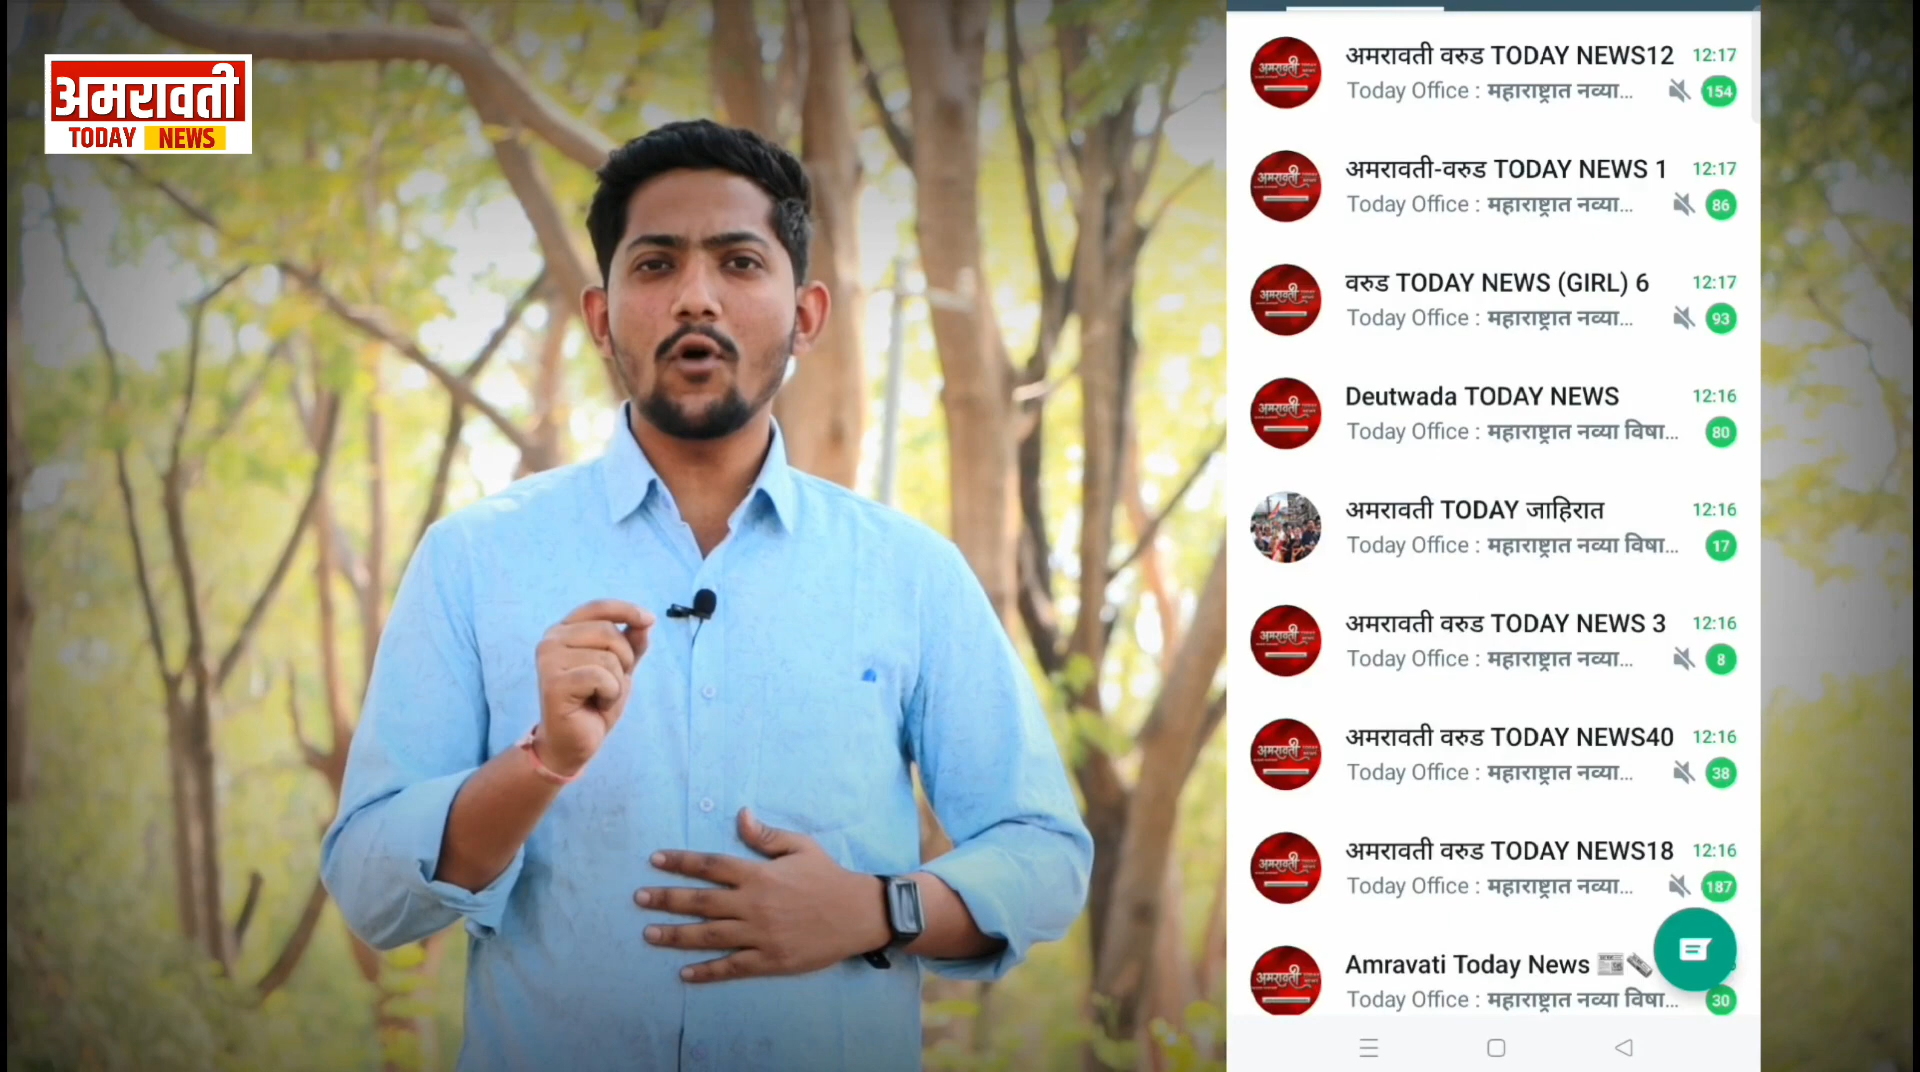 अमरावती
TODAY NEWS
अमरावती वरुड TODAY NEWS12 12:17
Today Office : महाराष्ट्रात नव्या... 154
अमरावती-वरुड TODAY NEWS 1 12:17
Today Office : महाराष्ट्रात नव्या... 86
वरुड TODAY NEWS (GIRL) 6 12:17
Today Office : महाराष्ट्रात नव्या... 93
Deutwada TODAY NEWS 12:16
Today Office : महाराष्ट्रात नव्या विषा... 80
अमरावती TODAY जाहिरात 12:16
Today Office : महाराष्ट्रात नव्या विषा... 17
अमरावती वरुड TODAY NEWS 3 12:16
Today Office : महाराष्ट्रात नव्या... 8
अमरावती वरुड TODAY NEWS40 12:16
Today Office : महाराष्ट्रात नव्या... 38
अमरावती वरुड TODAY NEWS18 12:16
Today Office : महाराष्ट्रात नव्या... 187
Amravati Today News
Today Office : महाराष्ट्रात नव्या विषा... 30